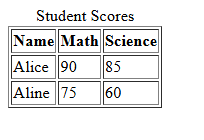 Student Scores
Name Math Science
Alice 90 85
Aline 75 60